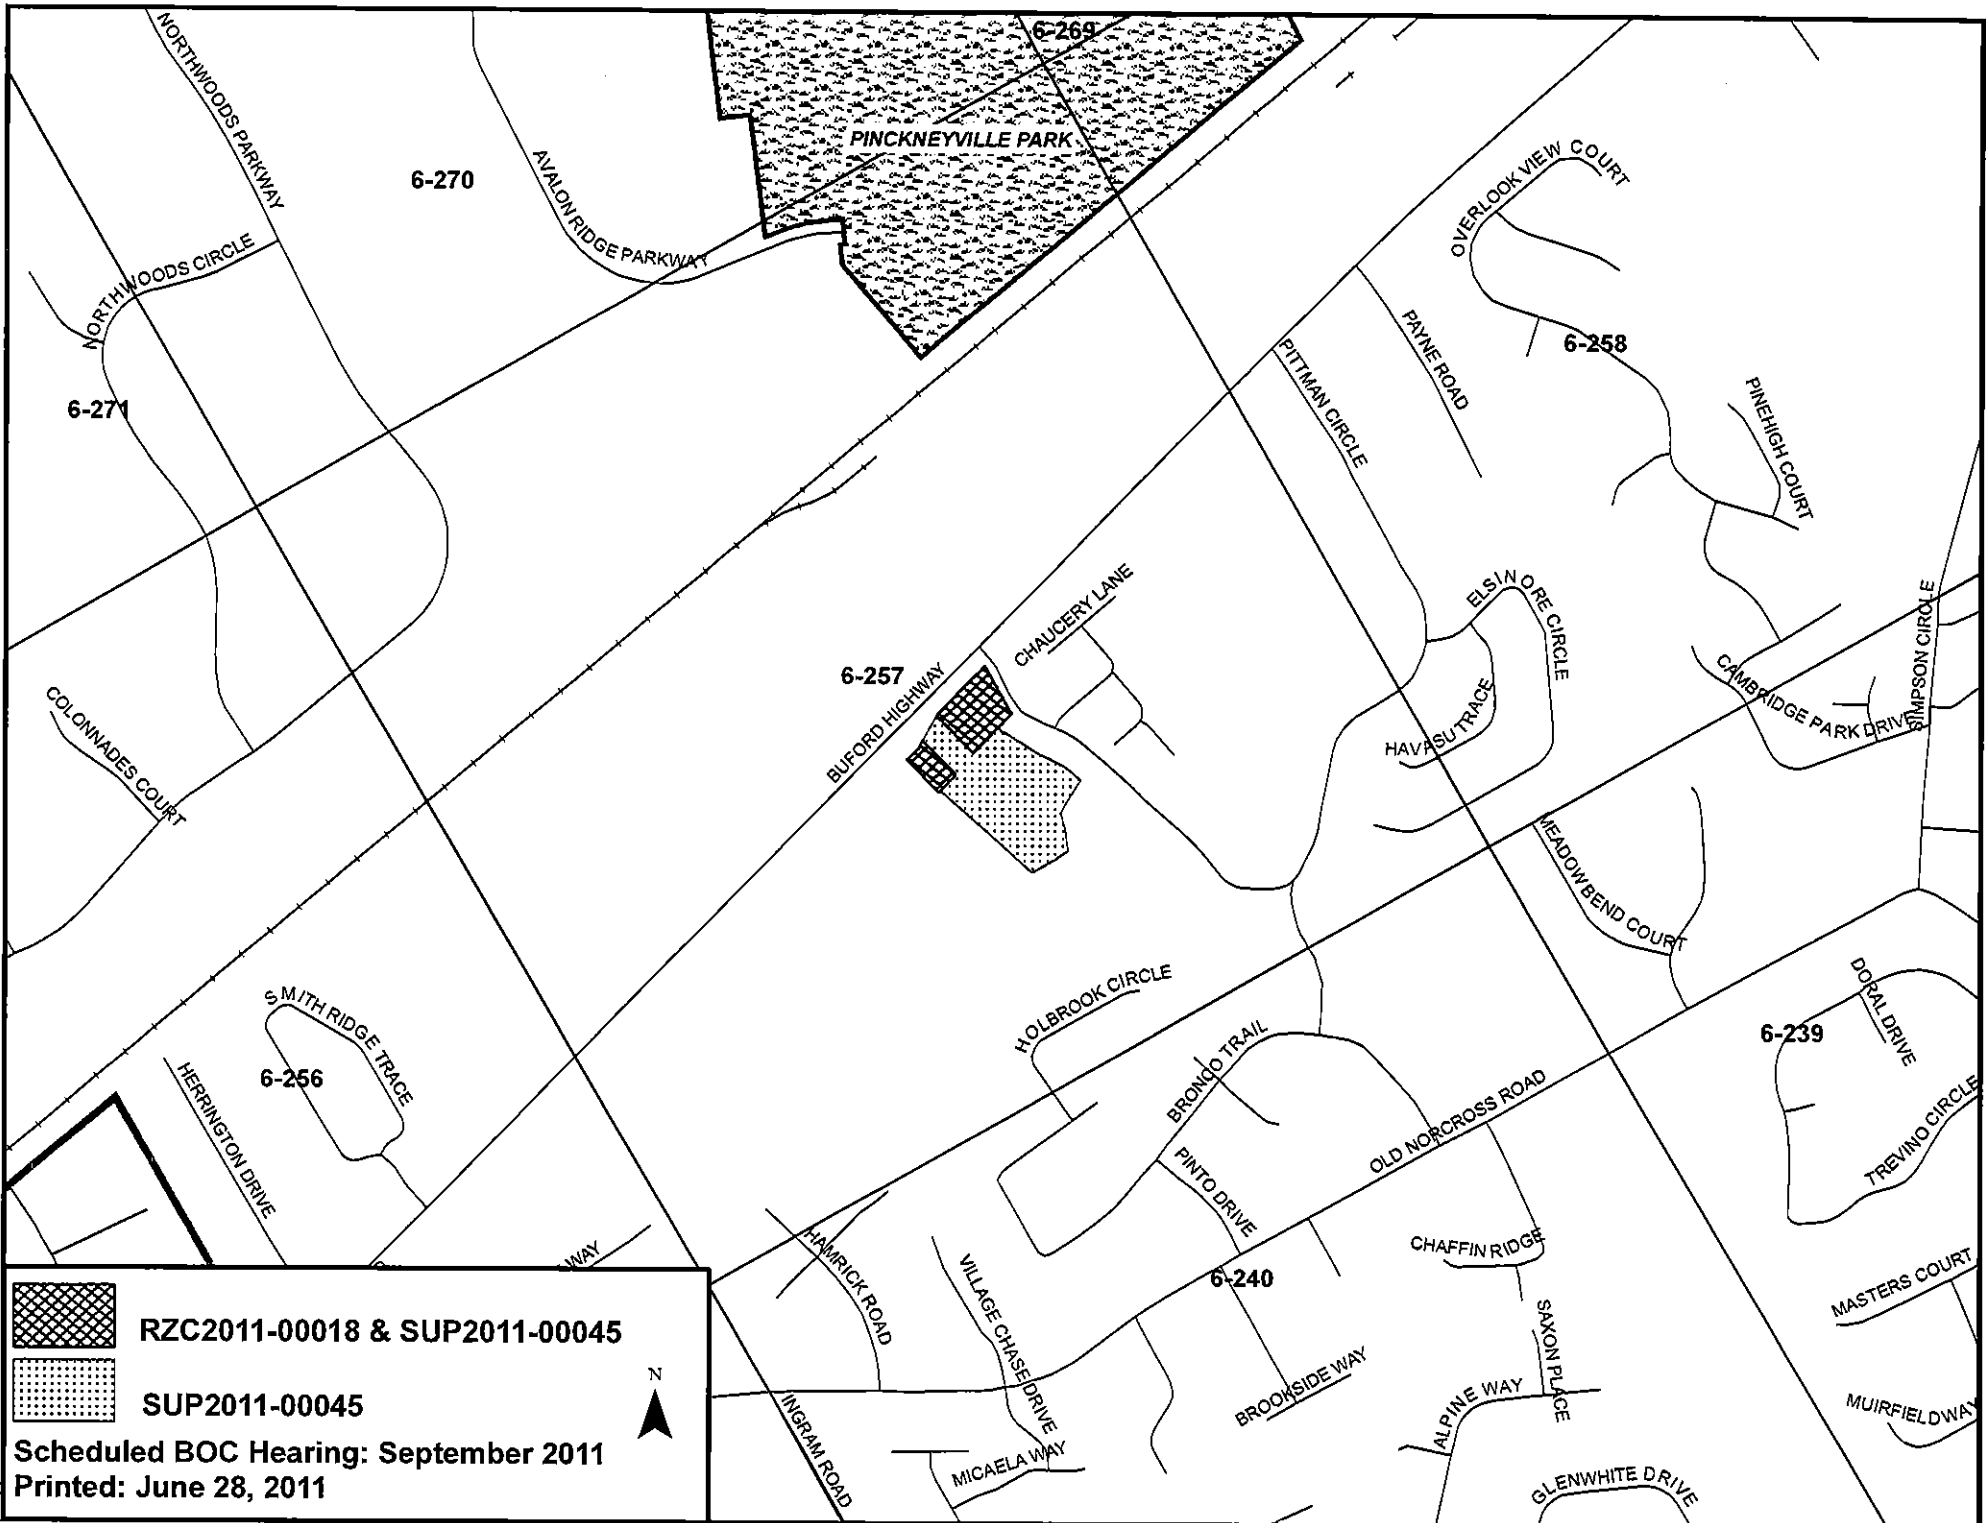 6-269
NORTHWOODS PARKWAY
PINCKNEYVILLE PARK
6-270
AVALON RIDGE PARKWAY
OVERLOOK VIEW COURT
NORTHWOODS CIRCLE
PAYNE ROAD
6-258
PITTMAN CIRCLE
6-271
PINEHIGH COURT
CHAUCERY LANE
ELSINORE CIRCLE
SIMPSON CIRCLE
6-257
BUFORD HIGHWAY
COLONNADES COURT
HAVASU TRACE
CAMBRIDGE PARK DRIVE
MEADOW BEND COURT
HOLBROOK CIRCLE
DORAL DRIVE
SMITH RIDGE TRACE
6-239
BRONCO TRAIL
6-256
HERRINGTON DRIVE
OLD NORCROSS ROAD
TREVINO CIRCLE
PINTO DRIVE
HAMRICK ROAD
WAY
CHAFFIN RIDGE
6-240
VILLAGE CHASE DRIVE
MASTERS COURT
SAXON PLACE
BROOKSIDE WAY
ALPINE WAY
MUIRFIELD WAY
INGRAM ROAD
MICAELA WAY
GLENWHITE DRIVE
RZC2011-00018 & SUP2011-00045
N
SUP2011-00045
Scheduled BOC Hearing: September 2011
Printed: June 28, 2011